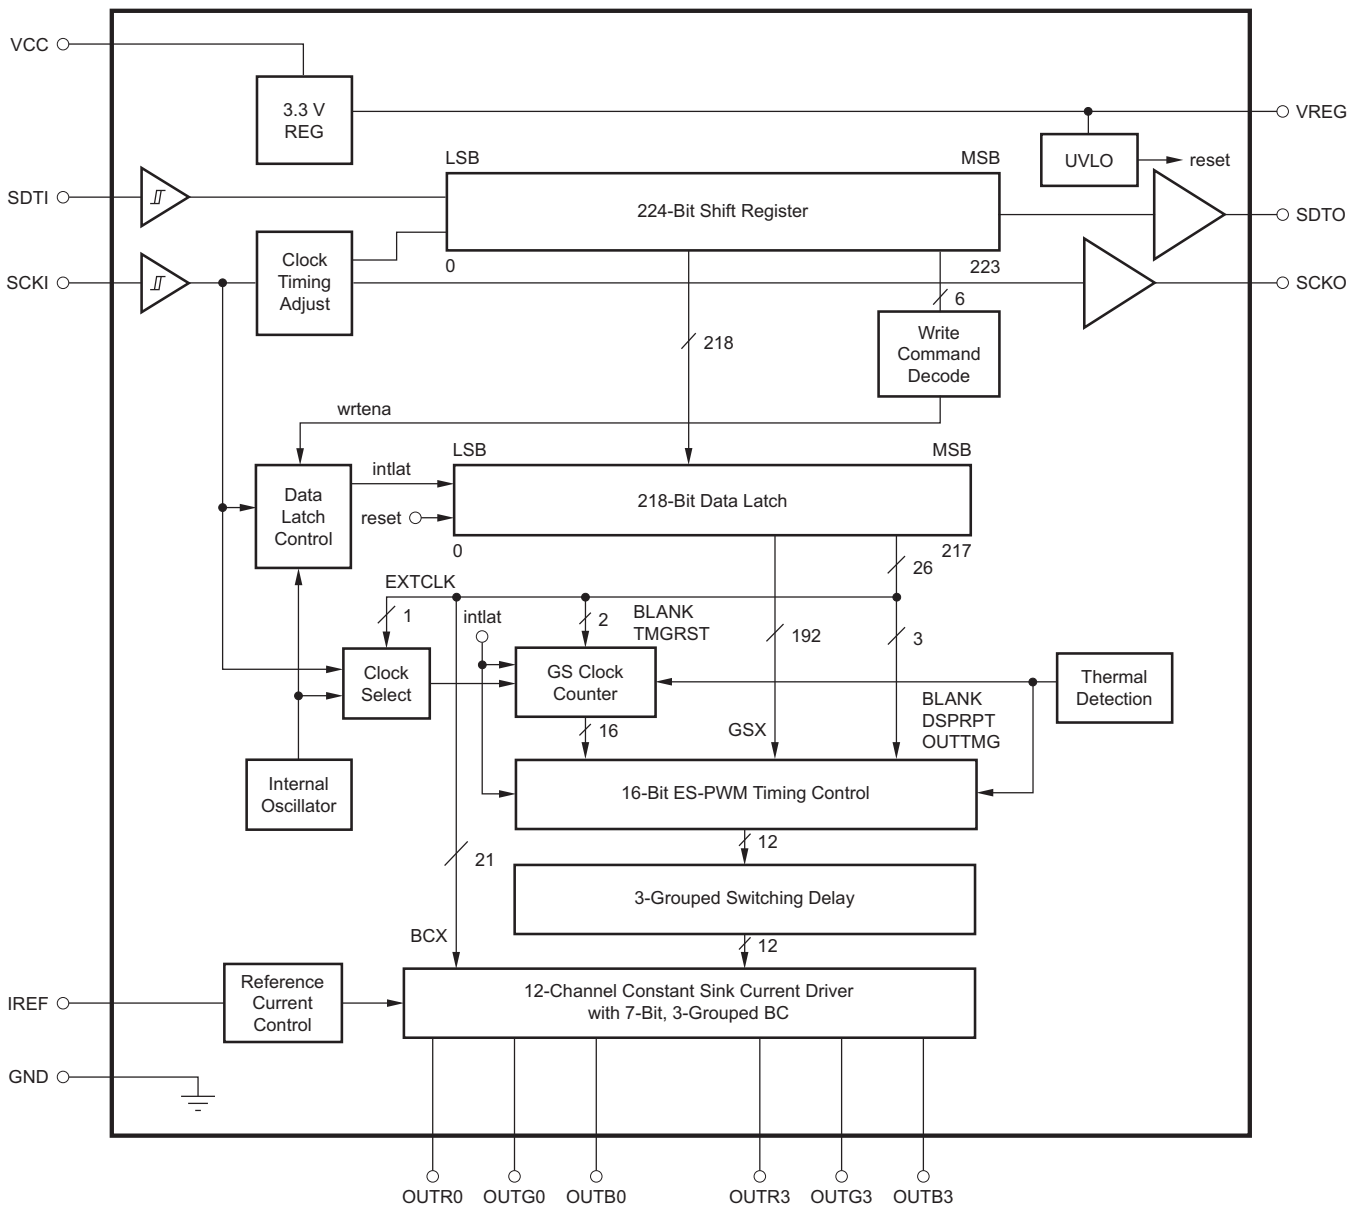 VCC
3.3 V
REG
VREG
UVLO
reset
LSB
MSB
SDTI
224-Bit Shift Register
SDTO
SCKI
Clock
Timing
Adjust
0
223
SCKO
6
218
Write
Command
Decode
wrtena
LSB
MSB
intlat
Data
Latch
Control
218-Bit Data Latch
reset
0
217
26
EXTCLK
1
intlat
2
BLANK
TMGRST
192
3
Clock
Select
GS Clock
Counter
Thermal
Detection
BLANK
DSPRPT
OUTTMG
16
GSX
Internal
Oscillator
16-Bit ES-PWM Timing Control
12
21
3-Grouped Switching Delay
BCX
12
IREF
Reference
Current
Control
12-Channel Constant Sink Current Driver
with 7-Bit, 3-Grouped BC
GND
OUTR0
OUTG0
OUTB0
OUTR3
OUTG3
OUTB3